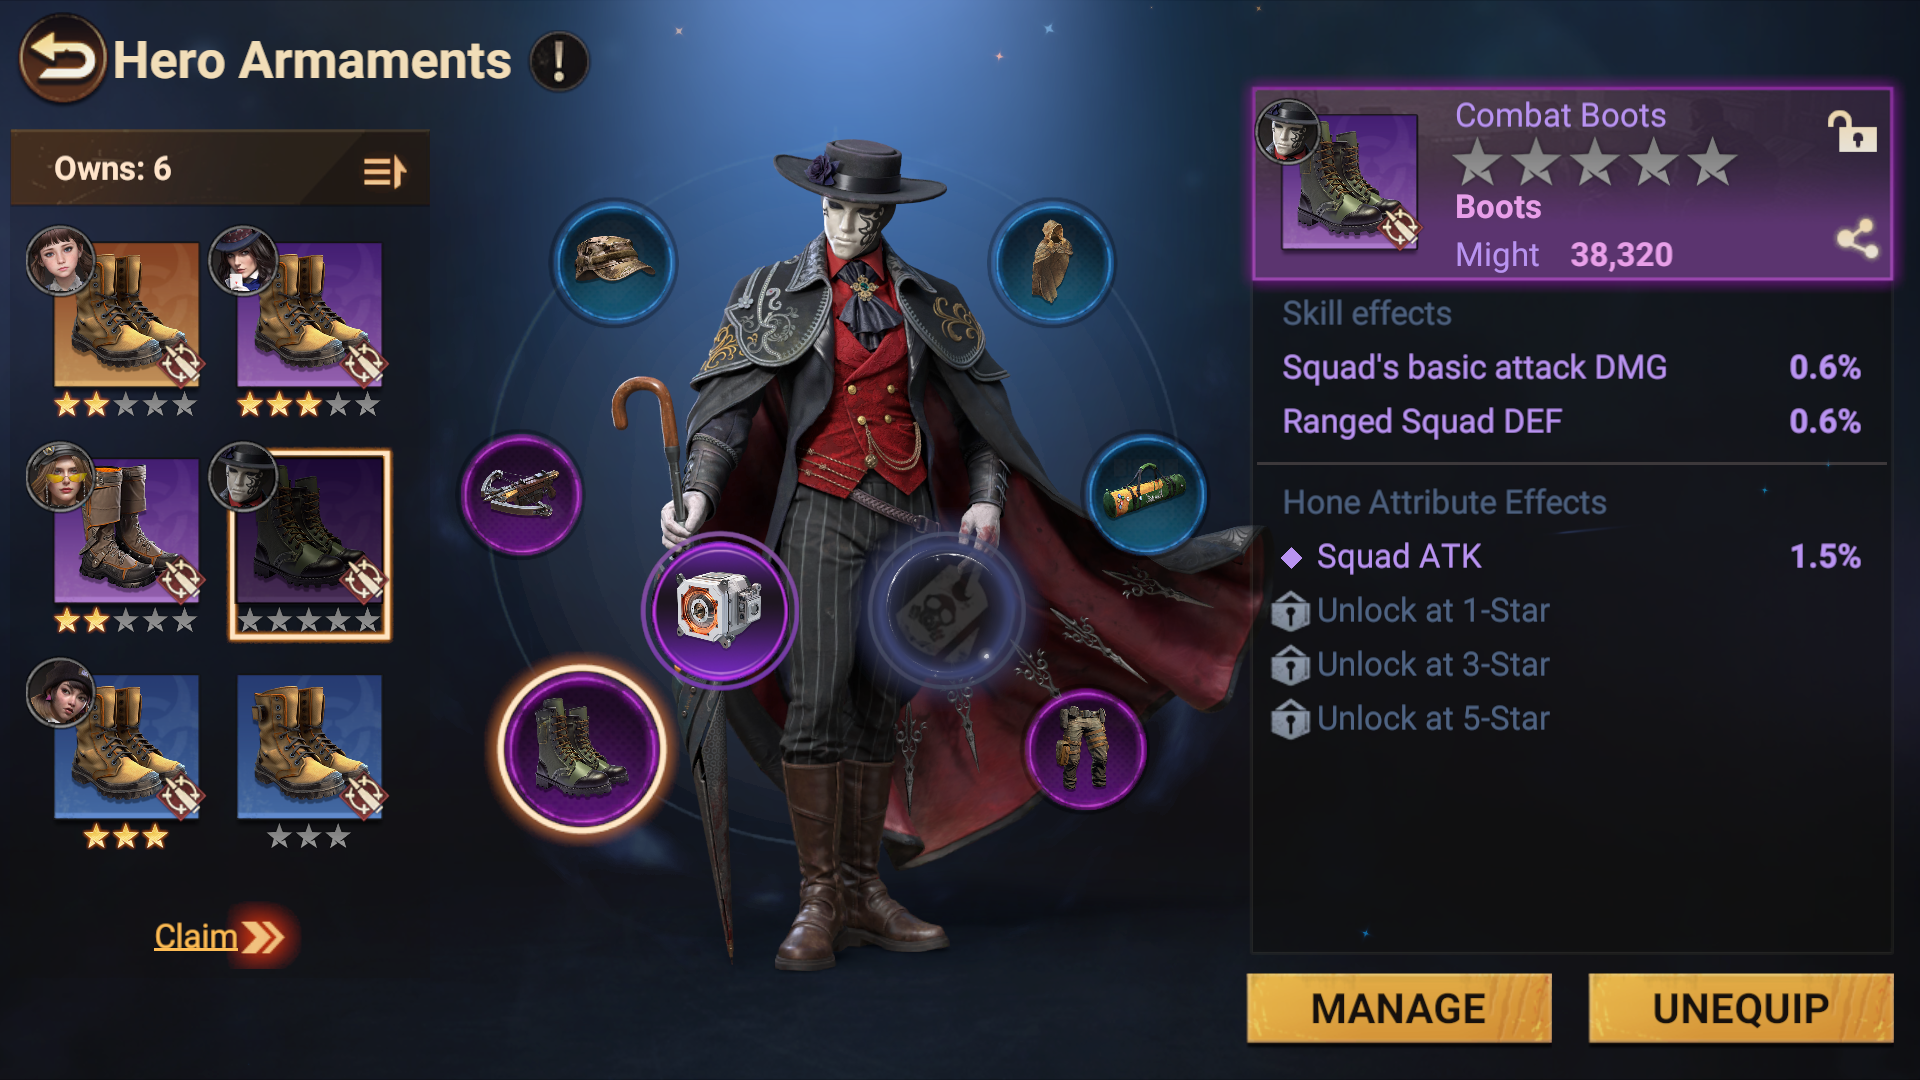 Hero Armaments
!
Owns: 6
Claim
Combat Boots
Boots
Might 38,320
Skill effects
Squad's basic attack DMG 0.6%
Ranged Squad DEF 0.6%
Hone Attribute Effects
Squad ATK 1.5%
Unlock at 1-Star
Unlock at 3-Star
Unlock at 5-Star
MANAGE
UNEQUIP